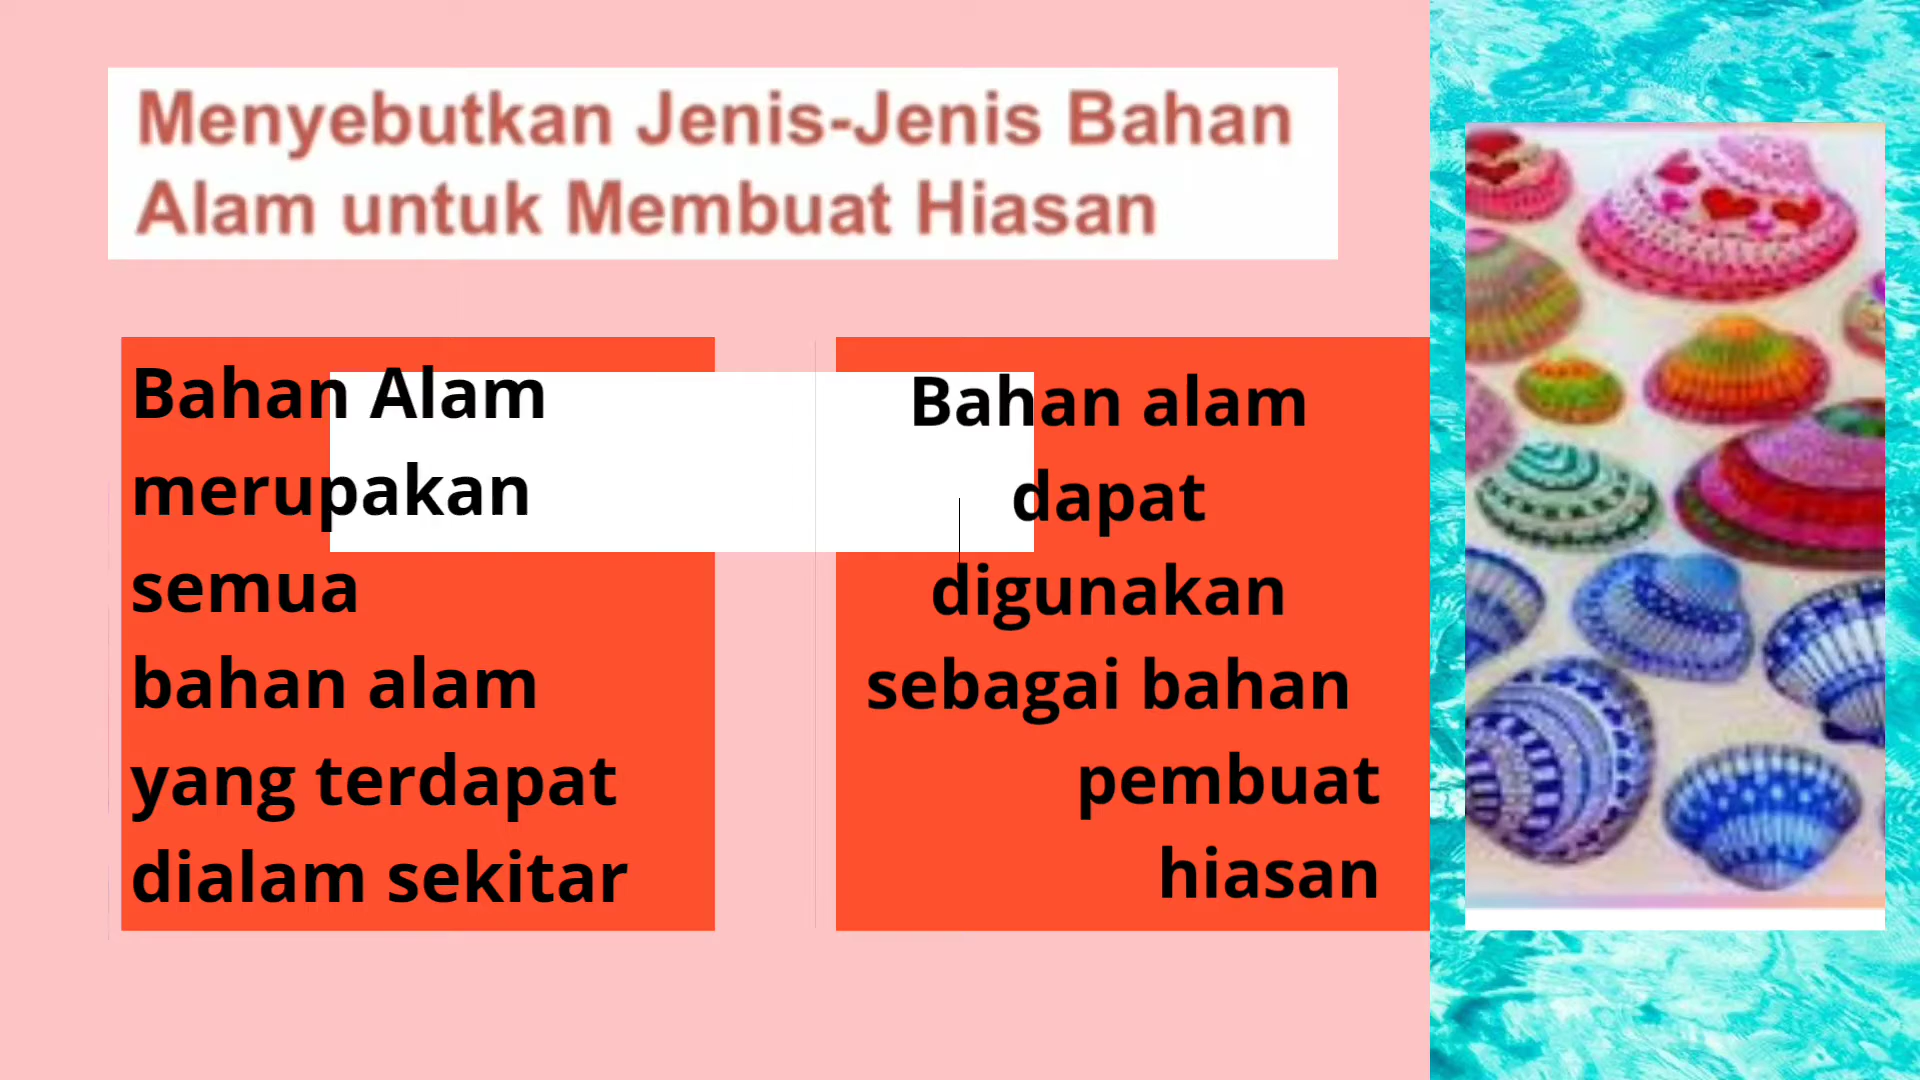 Menyebutkan Jenis-Jenis Bahan
Alam untuk Membuat Hiasan
Bahan Alam
merupakan
semua
bahan alam
yang terdapat
dialam sekitar
Bahan alam
dapat
digunakan
sebagai bahan
pembuat
hiasan